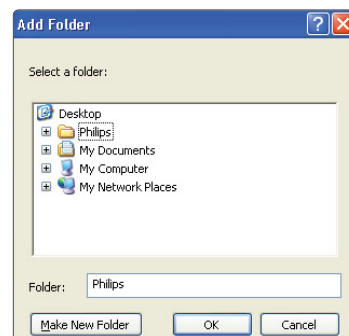 Add Folder
Select a folder:
Desktop
Philips
My Documents
My Computer
My Network Places
Folder: Philips
Make New Folder OK Cancel